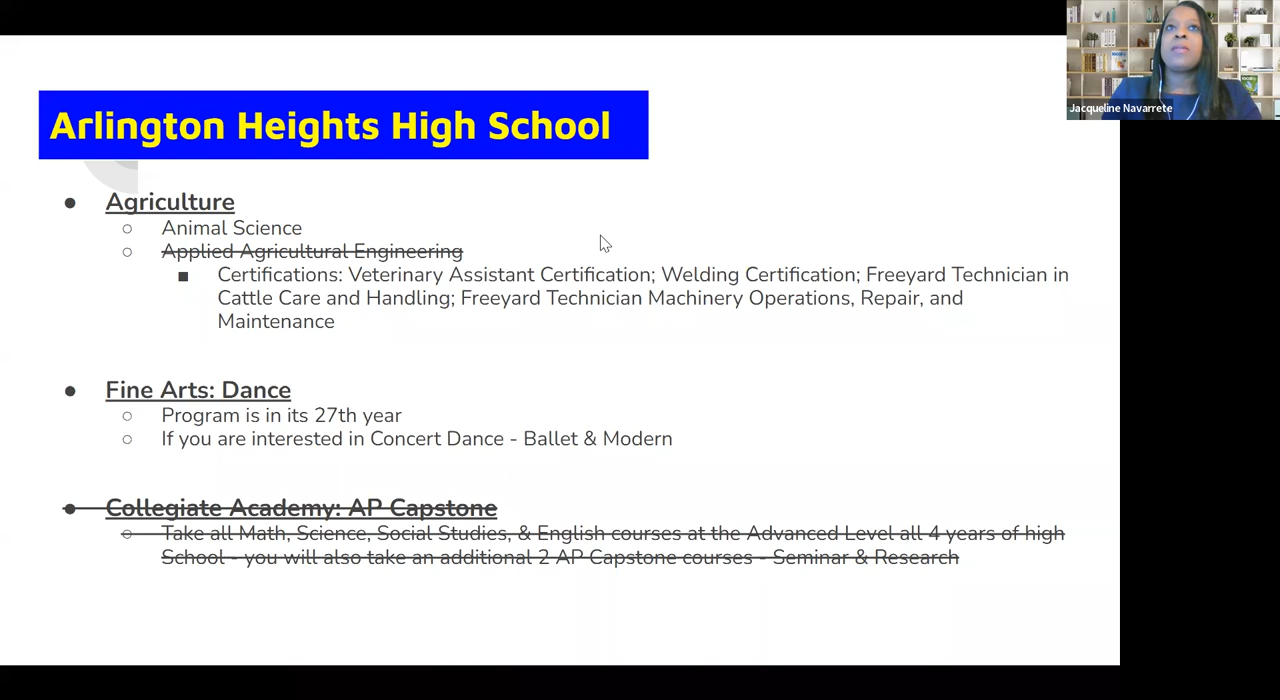 Jacqueline Navarrete
Arlington Heights High School
● Agriculture
○ Animal Science
○ Applied Agricultural Engineering
■ Certifications: Veterinary Assistant Certification; Welding Certification; Freeyard Technician in
Cattle Care and Handling; Freeyard Technician Machinery Operations, Repair, and
Maintenance
● Fine Arts: Dance
○ Program is in its 27th year
○ If you are interested in Concert Dance - Ballet & Modern
● Collegiate Academy: AP Capstone
○ Take all Math, Science, Social Studies, & English courses at the Advanced Level all 4 years of high
School - you will also take an additional 2 AP Capstone courses - Seminar & Research